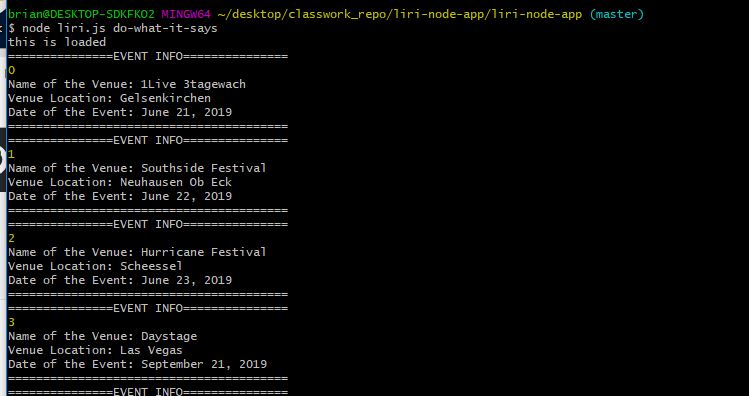 brian@DESKTOP-SDKFKO2 MINGW64 ~/desktop/classwork_repo/liri-node-app/liri-node-app (master)
$ node liri.js do-what-it-says
this is loaded
===============EVENT INFO===============
0
Name of the Venue: 1Live 3tagewach
Venue Location: Gelsenkirchen
Date of the Event: June 21, 2019
========================================
===============EVENT INFO===============
1
Name of the Venue: Southside Festival
Venue Location: Neuhausen Ob Eck
Date of the Event: June 22, 2019
========================================
===============EVENT INFO===============
2
Name of the Venue: Hurricane Festival
Venue Location: Scheessel
Date of the Event: June 23, 2019
========================================
===============EVENT INFO===============
3
Name of the Venue: Daystage
Venue Location: Las Vegas
Date of the Event: September 21, 2019
========================================
===============EVENT INFO===============